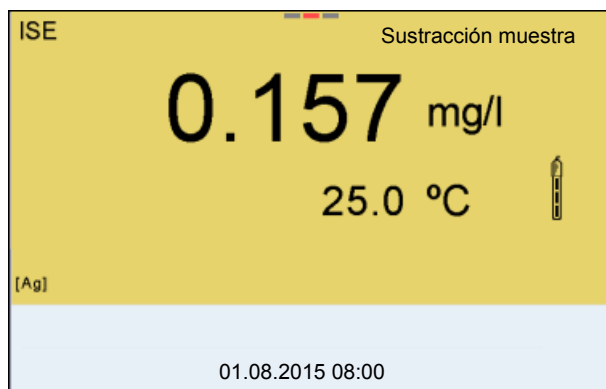 ISE
Sustracción muestra
0.157 mg/l
25.0 ºC
[Ag]
01.08.2015 08:00